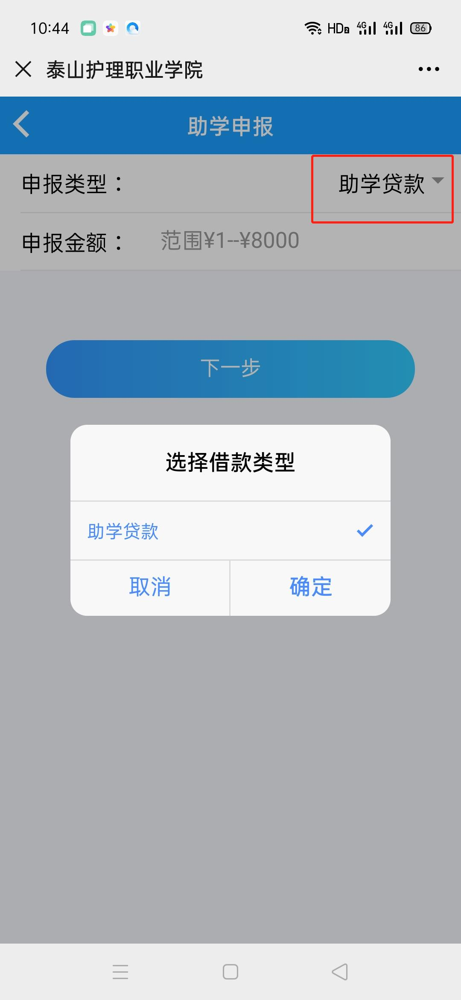 10:44 HD2 4G 4G 86
泰山护理职业学院
助学申报
申报类型： 助学贷款
申报金额： 范围¥1--¥8000
下一步
选择借款类型
助学贷款
取消 确定